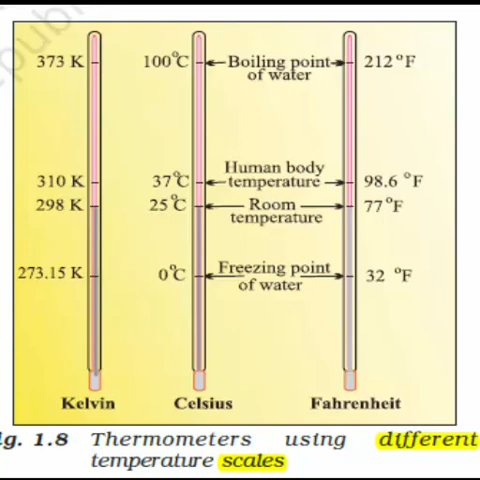 373 K 100°C Boiling point of water 212°F
310 K 37°C Human body temperature 98.6 °F
298 K 25°C Room temperature 77°F
273.15 K 0°C Freezing point of water 32 °F
Kelvin Celsius Fahrenheit
ig. 1.8 Thermometers using different
temperature scales